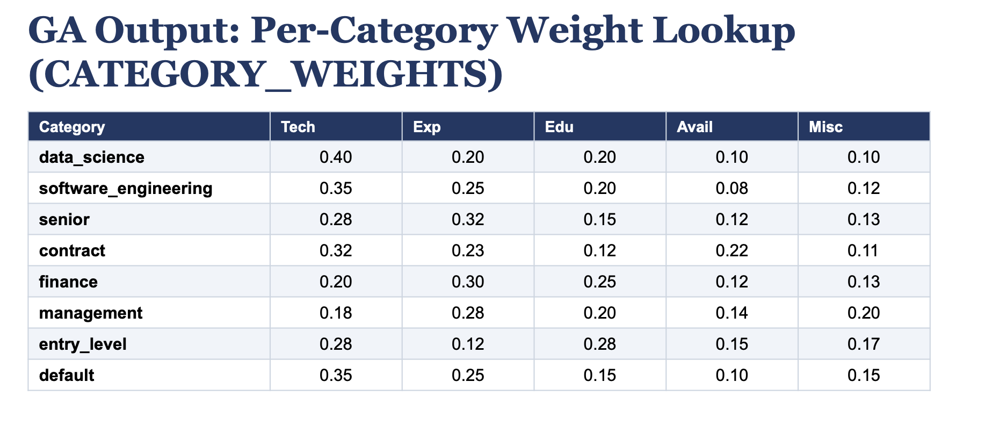 GA Output: Per-Category Weight Lookup
(CATEGORY_WEIGHTS)
Category Tech Exp Edu Avail Misc
data_science 0.40 0.20 0.20 0.10 0.10
software_engineering 0.35 0.25 0.20 0.08 0.12
senior 0.28 0.32 0.15 0.12 0.13
contract 0.32 0.23 0.12 0.22 0.11
finance 0.20 0.30 0.25 0.12 0.13
management 0.18 0.28 0.20 0.14 0.20
entry_level 0.28 0.12 0.28 0.15 0.17
default 0.35 0.25 0.15 0.10 0.15